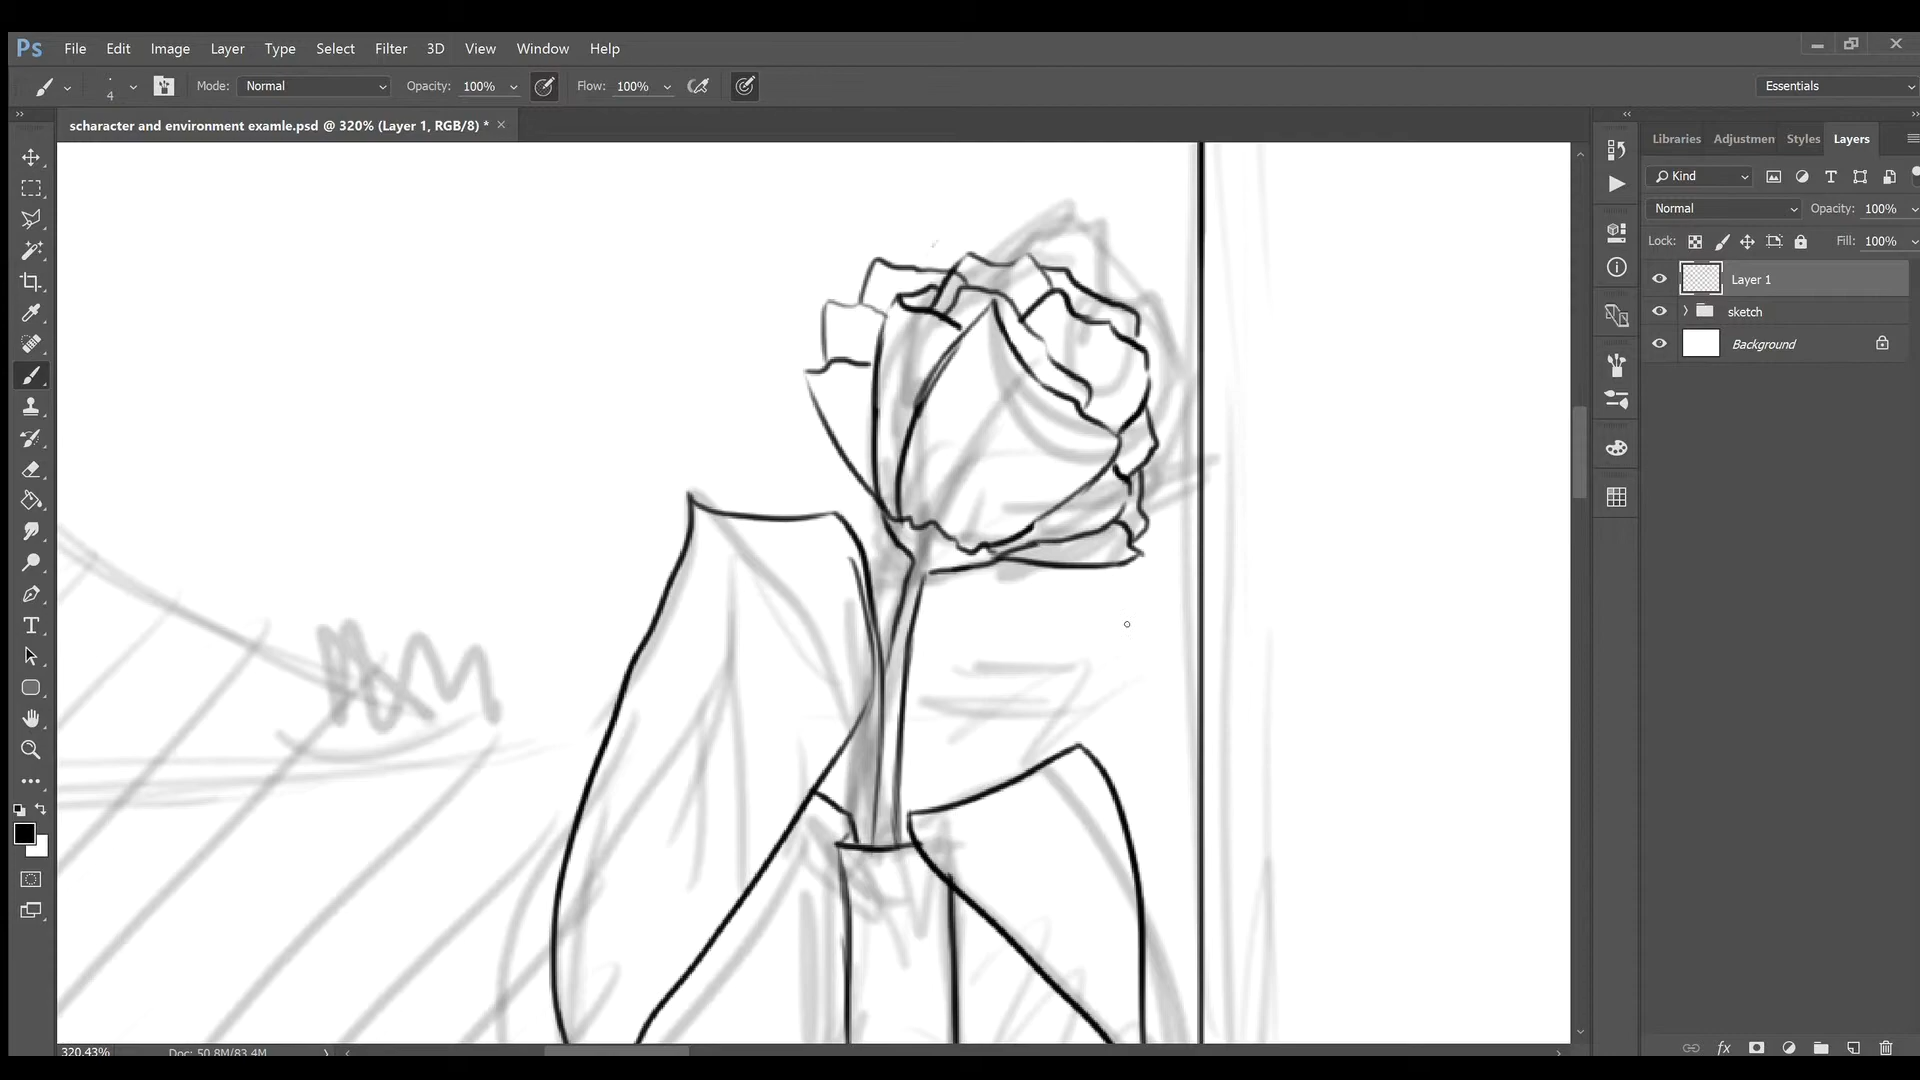 Ps File Edit Image Layer Type Select Filter 3D View Window Help
4 Mode: Normal Opacity: 100% Flow: 100% Essentials
scharacter and environment examle.psd @ 320% (Layer 1, RGB/8) *
Libraries Adjustmen Styles Layers
Kind
Normal Opacity: 100%
Lock: Fill: 100%
Layer 1
sketch
Background
320.43% Doc: 50.8M/83.4M
fx